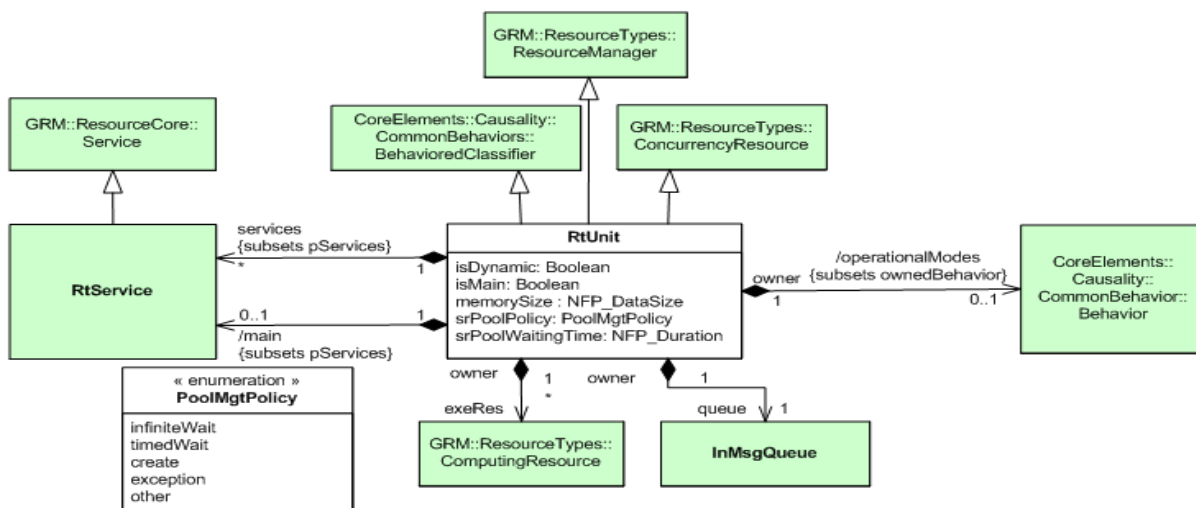 GRM::ResourceTypes::
ResourceManager
GRM::ResourceCore::
Service
CoreElements::Causality::
CommonBehaviors::
BehavioredClassifier
GRM::ResourceTypes::
ConcurrencyResource
services
{subsets pServices}
*
1
RtService
0..1
1
/main
{subsets pServices}
RtUnit
isDynamic: Boolean
isMain: Boolean
memorySize : NFP_DataSize
srPoolPolicy: PoolMgtPolicy
srPoolWaitingTime: NFP_Duration
/operationalModes
owner
{subsets ownedBehavior}
1
0..1
CoreElements::
Causality::
CommonBehavior::
Behavior
« enumeration »
PoolMgtPolicy
infiniteWait
timedWait
create
exception
other
owner
1
*
exeRes
GRM::ResourceTypes::
ComputingResource
owner
1
queue
1
InMsgQueue